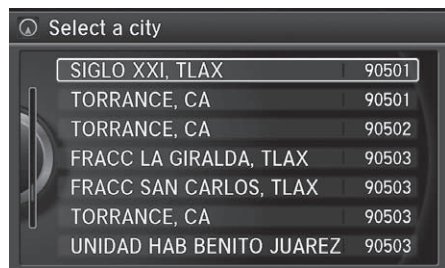 Select a city
SIGLO XXI, TLAX 90501
TORRANCE, CA 90501
TORRANCE, CA 90502
FRACC LA GIRALDA, TLAX 90503
FRACC SAN CARLOS, TLAX 90503
TORRANCE, CA 90503
UNIDAD HAB BENITO JUAREZ 90503